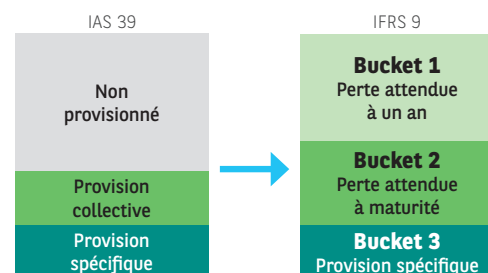 IAS 39
Non
provisionné
Provision
collective
Provision
spécifique
IFRS 9
Bucket 1
Perte attendue
à un an
Bucket 2
Perte attendue
à maturité
Bucket 3
Provision spécifique